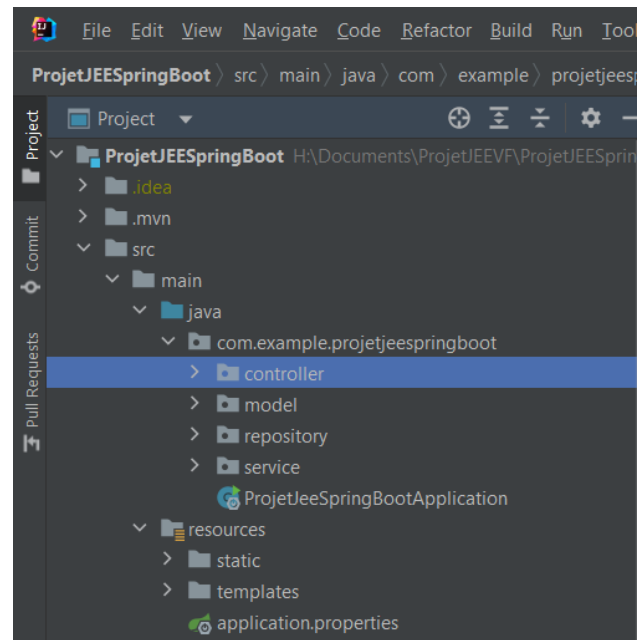 File Edit View Navigate Code Refactor Build Run
ProjetJEESpringBoot src main java com example
Project
Project
ProjetJEESpringBoot H:\Documents\ProjetJEEVF\ProjetJEESprin
.idea
.mvn
Commit
src
main
java
Pull Requests
com.example.projetjeespringboot
controller
model
repository
service
ProjetJeeSpringBootApplication
resources
static
templates
application.properties